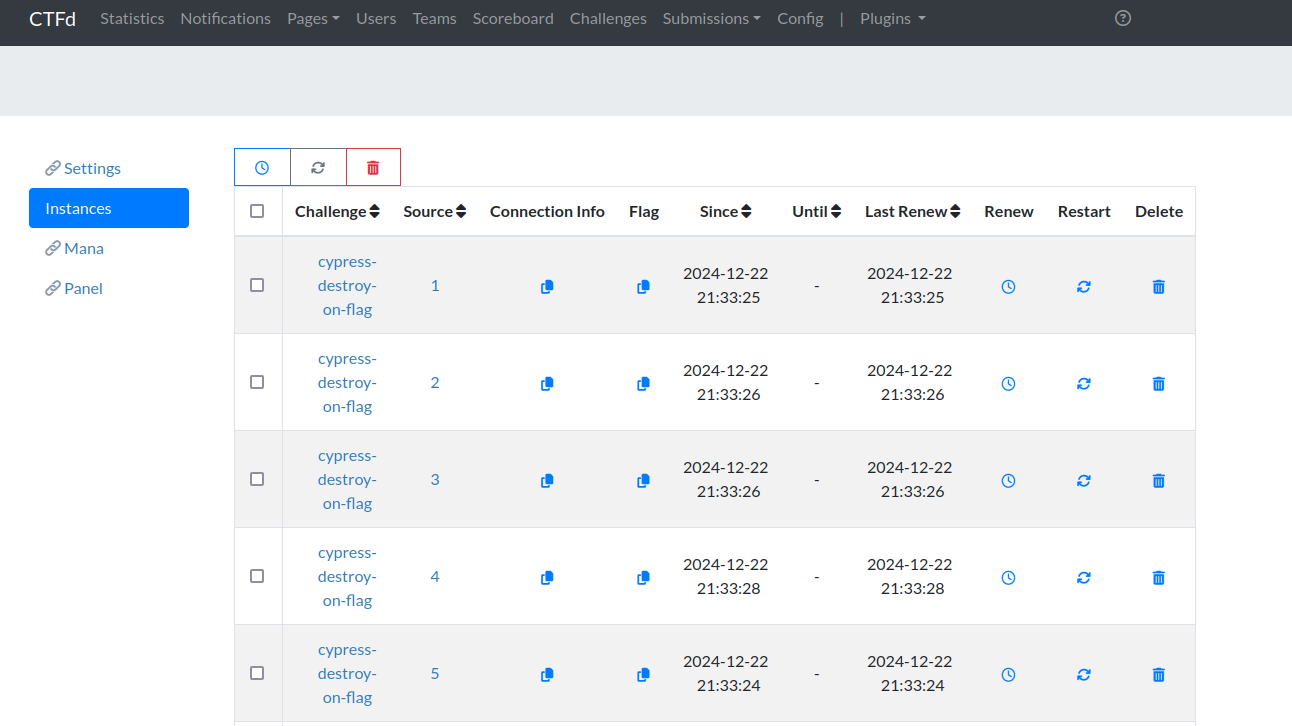 CTFd Statistics Notifications Pages Users Teams Scoreboard Challenges Submissions Config | Plugins
Settings
Instances
Mana
Panel
Challenge Source Connection Info Flag Since Until Last Renew Renew Restart Delete
cypress-
destroy-
on-flag
1
2024-12-22
21:33:25
-
2024-12-22
21:33:25
cypress-
destroy-
on-flag
2
2024-12-22
21:33:26
-
2024-12-22
21:33:26
cypress-
destroy-
on-flag
3
2024-12-22
21:33:26
-
2024-12-22
21:33:26
cypress-
destroy-
on-flag
4
2024-12-22
21:33:28
-
2024-12-22
21:33:28
cypress-
destroy-
on-flag
5
2024-12-22
21:33:24
-
2024-12-22
21:33:24